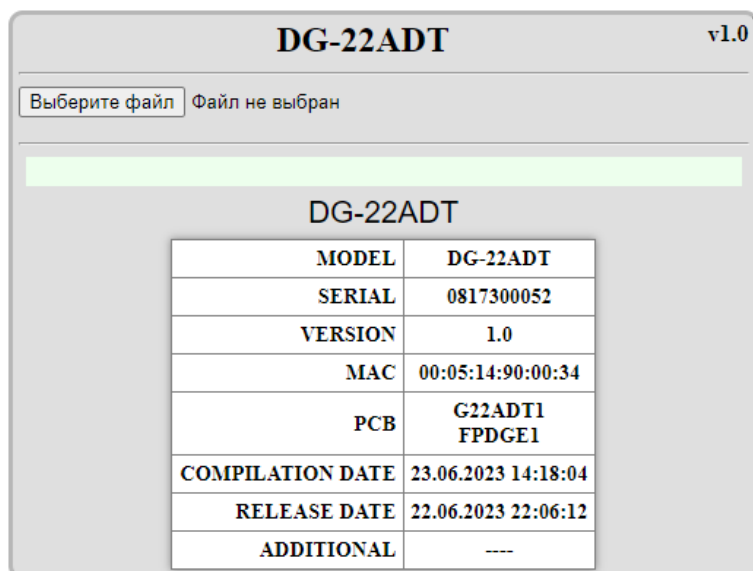 DG-22ADT v1.0
Выберите файл Файл не выбран
DG-22ADT
MODEL DG-22ADT
SERIAL 0817300052
VERSION 1.0
MAC 00:05:14:90:00:34
PCB G22ADT1
FPDGE1
COMPILATION DATE 23.06.2023 14:18:04
RELEASE DATE 22.06.2023 22:06:12
ADDITIONAL ----